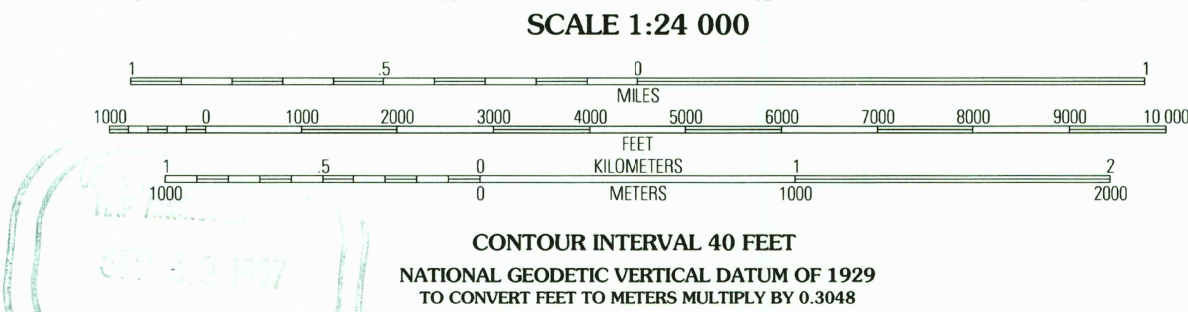 SCALE 1:24 000
1 .5 0 1
MILES
1000 0 1000 2000 3000 4000 5000 6000 7000 8000 9000 10 000
FEET
1 .5 0 KILOMETERS 1 2
1000 0 METERS 1000 2000
CONTOUR INTERVAL 40 FEET
NATIONAL GEODETIC VERTICAL DATUM OF 1929
TO CONVERT FEET TO METERS MULTIPLY BY 0.3048